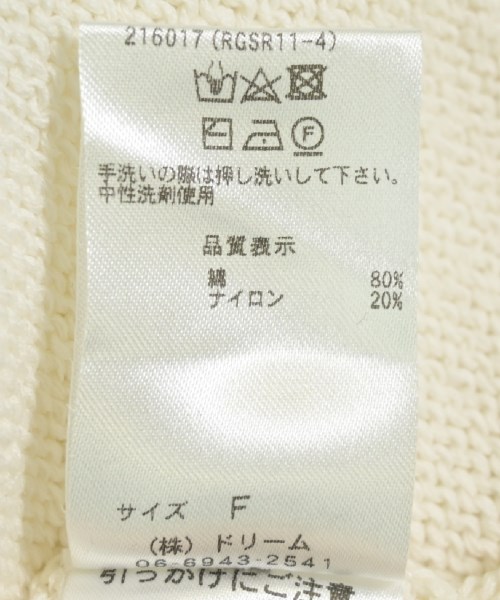 216017(RGSR11-4)
F
手洗いの際は押し洗いして下さい。
中性洗剤使用
品質表示
綿 80%
ナイロン 20%
サイズ F
(株)ドリーム
06-6943-2541
引っかけにご注意